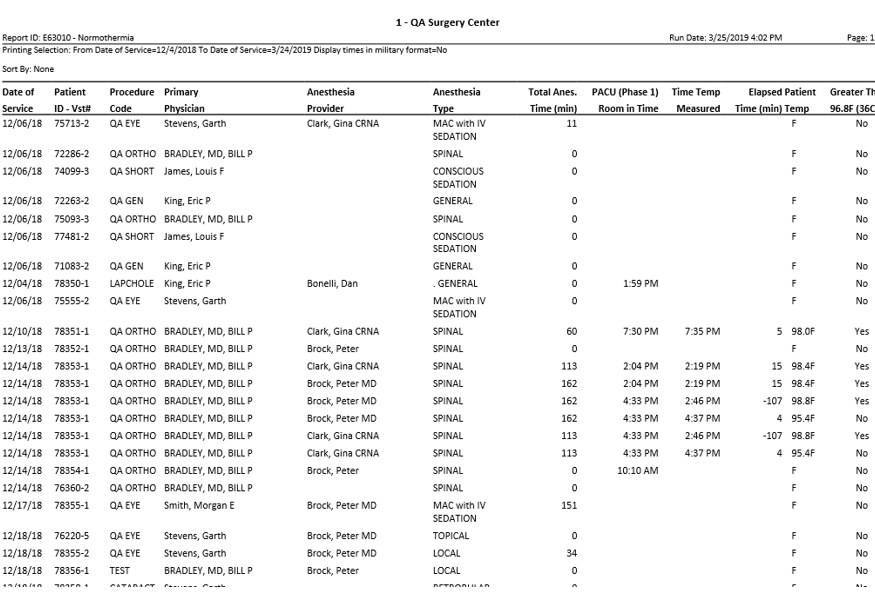 1 - QA Surgery Center
Report ID: E63010 - Normothermia Run Date: 3/25/2019 4:02 PM Page: 1
Printing Selection: From Date of Service=12/4/2018 To Date of Service=3/24/2019 Display times in military format=No
Sort By: None
Date of Patient Procedure Primary Anesthesia Anesthesia Total Anes. PACU (Phase 1) Time Temp Elapsed Patient Greater Th
Service ID - Vst# Code Physician Provider Type Time (min) Room in Time Measured Time (min) Temp 96.8F (36C
12/06/18 75713-2 QA EYE Stevens, Garth Clark, Gina CRNA MAC with IV 11 F No
SEDATION
12/06/18 72286-2 QA ORTHO BRADLEY, MD, BILL P SPINAL 0 F No
12/06/18 74099-3 QA SHORT James, Louis F CONSCIOUS 0 F No
SEDATION
12/06/18 72263-2 QA GEN King, Eric P GENERAL 0 F No
12/06/18 75093-3 QA ORTHO BRADLEY, MD, BILL P SPINAL 0 F No
12/06/18 77481-2 QA SHORT James, Louis F CONSCIOUS 0 F No
SEDATION
12/06/18 71083-2 QA GEN King, Eric P GENERAL 0 F No
12/04/18 78350-1 LAPCHOLE King, Eric P Bonelli, Dan . GENERAL 0 1:59 PM F No
12/06/18 75555-2 QA EYE Stevens, Garth MAC with IV 0 F No
SEDATION
12/10/18 78351-1 QA ORTHO BRADLEY, MD, BILL P Clark, Gina CRNA SPINAL 60 7:30 PM 7:35 PM 5 98.0F Yes
12/13/18 78352-1 QA ORTHO BRADLEY, MD, BILL P Brock, Peter SPINAL 0 F No
12/14/18 78353-1 QA ORTHO BRADLEY, MD, BILL P Clark, Gina CRNA SPINAL 113 2:04 PM 2:19 PM 15 98.4F Yes
12/14/18 78353-1 QA ORTHO BRADLEY, MD, BILL P Brock, Peter MD SPINAL 162 2:04 PM 2:19 PM 15 98.4F Yes
12/14/18 78353-1 QA ORTHO BRADLEY, MD, BILL P Brock, Peter MD SPINAL 162 4:33 PM 2:46 PM -107 98.8F Yes
12/14/18 78353-1 QA ORTHO BRADLEY, MD, BILL P Brock, Peter MD SPINAL 162 4:33 PM 4:37 PM 4 95.4F No
12/14/18 78353-1 QA ORTHO BRADLEY, MD, BILL P Clark, Gina CRNA SPINAL 113 4:33 PM 2:46 PM -107 98.8F Yes
12/14/18 78353-1 QA ORTHO BRADLEY, MD, BILL P Clark, Gina CRNA SPINAL 113 4:33 PM 4:37 PM 4 95.4F No
12/14/18 78354-1 QA ORTHO BRADLEY, MD, BILL P Brock, Peter SPINAL 0 10:10 AM F No
12/14/18 76360-2 QA ORTHO BRADLEY, MD, BILL P SPINAL 0 F No
12/17/18 78355-1 QA EYE Smith, Morgan E Brock, Peter MD MAC with IV 151 F No
SEDATION
12/18/18 76220-5 QA EYE Stevens, Garth Brock, Peter MD TOPICAL 0 F No
12/18/18 78355-2 QA EYE Stevens, Garth Brock, Peter MD LOCAL 34 F No
12/18/18 78356-1 TEST BRADLEY, MD, BILL P Brock, Peter LOCAL 0 F No